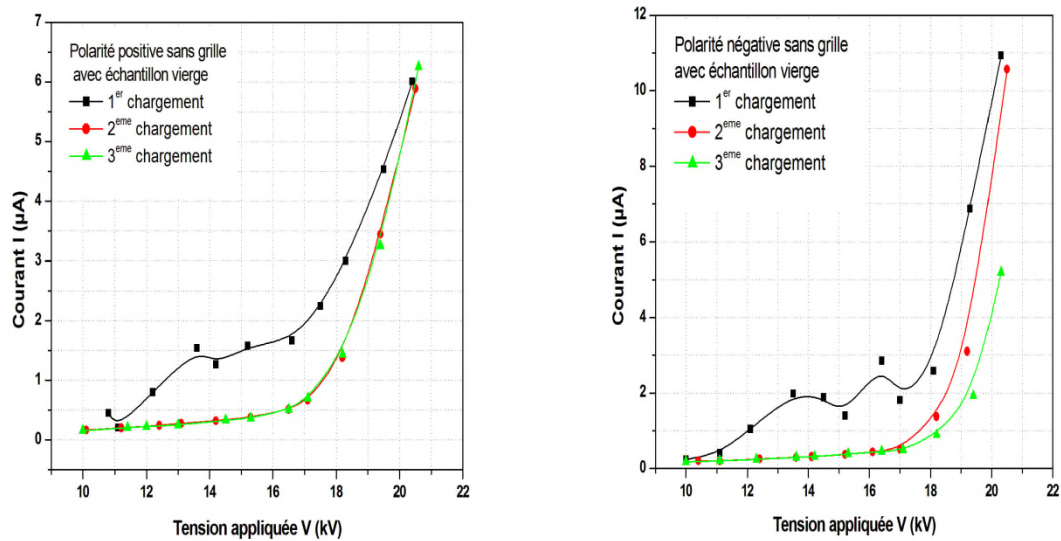 7
6
5
4
3
2
1
0
Courant I (µA)
Polarité positive sans grille
avec échantillon vierge
1er chargement
2eme chargement
3eme chargement
10 12 14 16 18 20 22
Tension appliquée V (kV)
12
10
8
6
4
2
0
Courant I (µA)
Polarité négative sans grille
avec échantillon vierge
1er chargement
2eme chargement
3eme chargement
10 12 14 16 18 20 22
Tension appliquée V (kV)